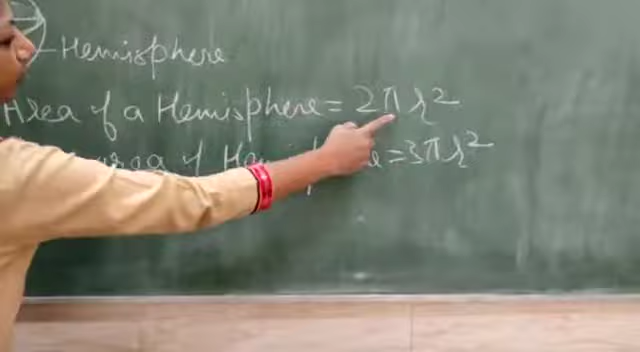 Hemisphere
Area of a Hemisphere = 2πr²
area of = 3πr²